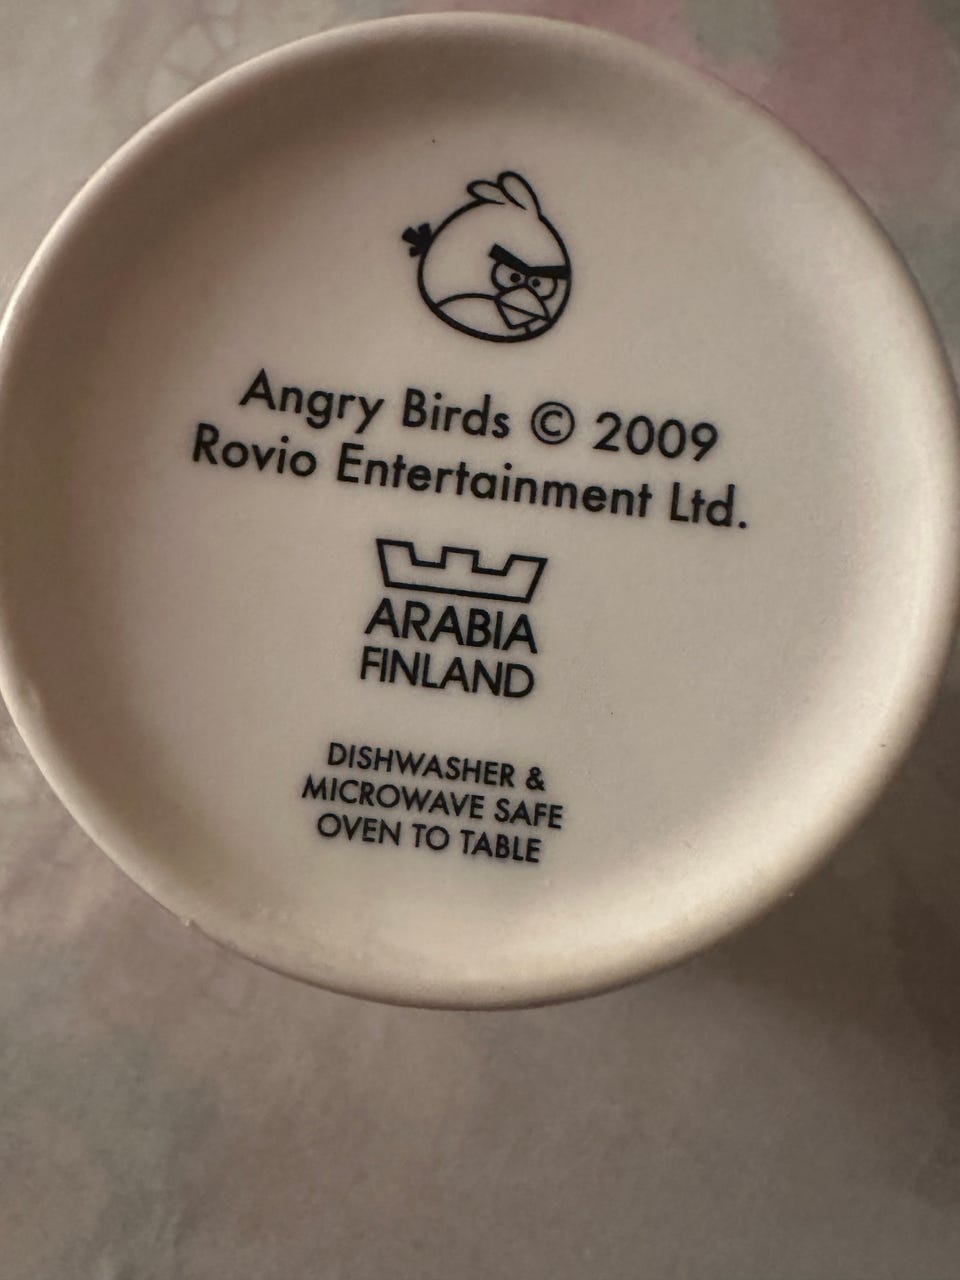 Angry Birds © 2009
Rovio Entertainment Ltd.
ARABIA
FINLAND
DISHWASHER &
MICROWAVE SAFE
OVEN TO TABLE